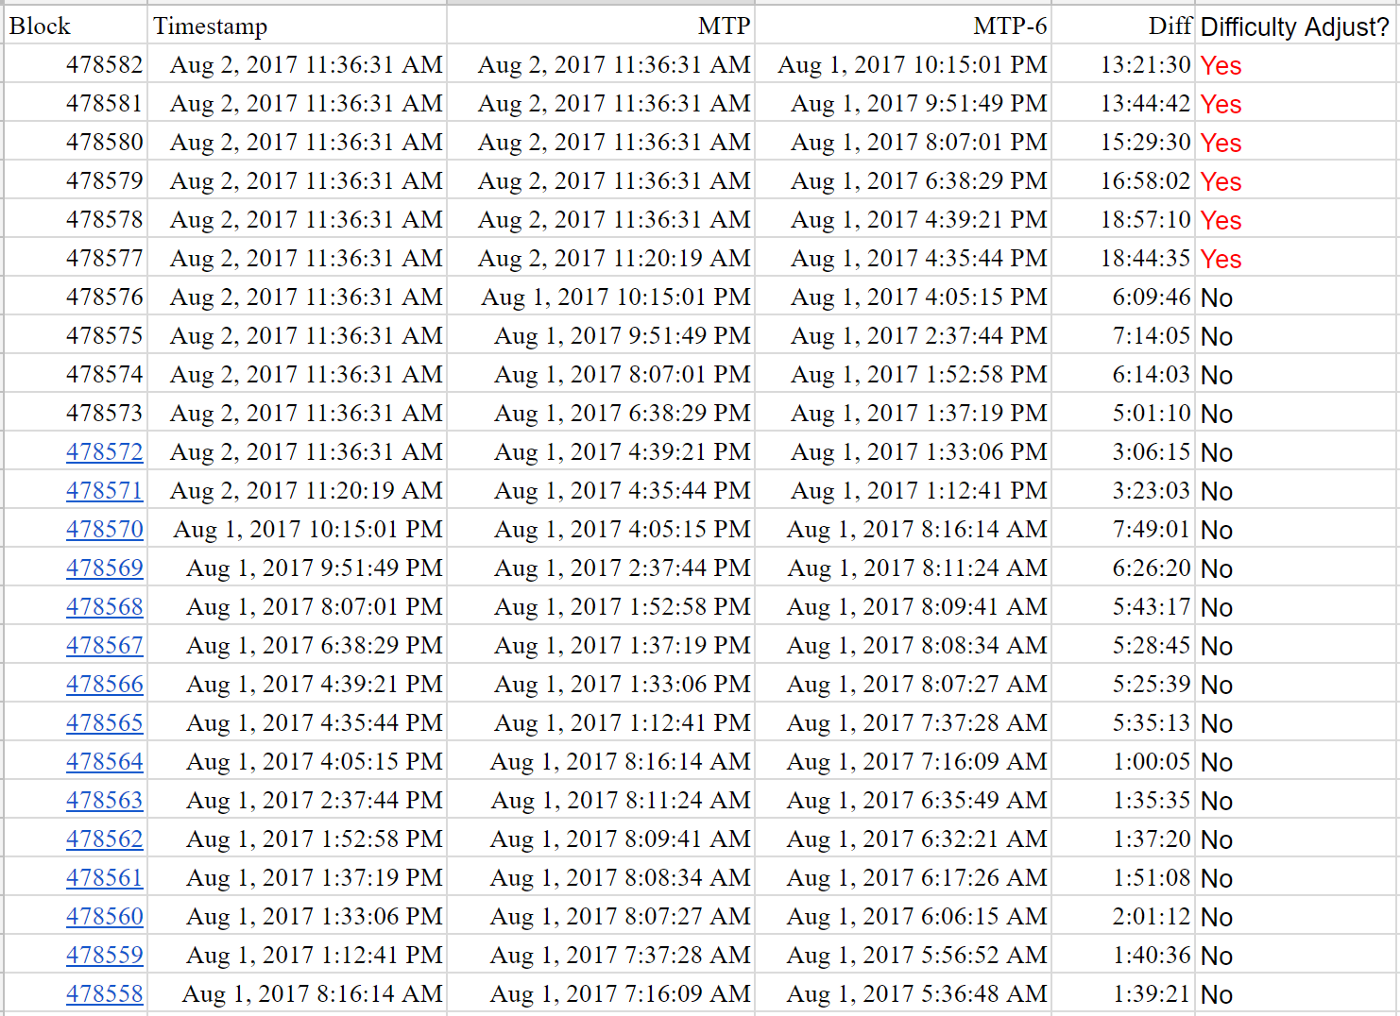 Block Timestamp MTP MTP-6 Diff Difficulty Adjust?
478582 Aug 2, 2017 11:36:31 AM Aug 2, 2017 11:36:31 AM Aug 1, 2017 10:15:01 PM 13:21:30 Yes
478581 Aug 2, 2017 11:36:31 AM Aug 2, 2017 11:36:31 AM Aug 1, 2017 9:51:49 PM 13:44:42 Yes
478580 Aug 2, 2017 11:36:31 AM Aug 2, 2017 11:36:31 AM Aug 1, 2017 8:07:01 PM 15:29:30 Yes
478579 Aug 2, 2017 11:36:31 AM Aug 2, 2017 11:36:31 AM Aug 1, 2017 6:38:29 PM 16:58:02 Yes
478578 Aug 2, 2017 11:36:31 AM Aug 2, 2017 11:36:31 AM Aug 1, 2017 4:39:21 PM 18:57:10 Yes
478577 Aug 2, 2017 11:36:31 AM Aug 2, 2017 11:20:19 AM Aug 1, 2017 4:35:44 PM 18:44:35 Yes
478576 Aug 2, 2017 11:36:31 AM Aug 1, 2017 10:15:01 PM Aug 1, 2017 4:05:15 PM 6:09:46 No
478575 Aug 2, 2017 11:36:31 AM Aug 1, 2017 9:51:49 PM Aug 1, 2017 2:37:44 PM 7:14:05 No
478574 Aug 2, 2017 11:36:31 AM Aug 1, 2017 8:07:01 PM Aug 1, 2017 1:52:58 PM 6:14:03 No
478573 Aug 2, 2017 11:36:31 AM Aug 1, 2017 6:38:29 PM Aug 1, 2017 1:37:19 PM 5:01:10 No
478572 Aug 2, 2017 11:36:31 AM Aug 1, 2017 4:39:21 PM Aug 1, 2017 1:33:06 PM 3:06:15 No
478571 Aug 2, 2017 11:20:19 AM Aug 1, 2017 4:35:44 PM Aug 1, 2017 1:12:41 PM 3:23:03 No
478570 Aug 1, 2017 10:15:01 PM Aug 1, 2017 4:05:15 PM Aug 1, 2017 8:16:14 AM 7:49:01 No
478569 Aug 1, 2017 9:51:49 PM Aug 1, 2017 2:37:44 PM Aug 1, 2017 8:11:24 AM 6:26:20 No
478568 Aug 1, 2017 8:07:01 PM Aug 1, 2017 1:52:58 PM Aug 1, 2017 8:09:41 AM 5:43:17 No
478567 Aug 1, 2017 6:38:29 PM Aug 1, 2017 1:37:19 PM Aug 1, 2017 8:08:34 AM 5:28:45 No
478566 Aug 1, 2017 4:39:21 PM Aug 1, 2017 1:33:06 PM Aug 1, 2017 8:07:27 AM 5:25:39 No
478565 Aug 1, 2017 4:35:44 PM Aug 1, 2017 1:12:41 PM Aug 1, 2017 7:37:28 AM 5:35:13 No
478564 Aug 1, 2017 4:05:15 PM Aug 1, 2017 8:16:14 AM Aug 1, 2017 7:16:09 AM 1:00:05 No
478563 Aug 1, 2017 2:37:44 PM Aug 1, 2017 8:11:24 AM Aug 1, 2017 6:35:49 AM 1:35:35 No
478562 Aug 1, 2017 1:52:58 PM Aug 1, 2017 8:09:41 AM Aug 1, 2017 6:32:21 AM 1:37:20 No
478561 Aug 1, 2017 1:37:19 PM Aug 1, 2017 8:08:34 AM Aug 1, 2017 6:17:26 AM 1:51:08 No
478560 Aug 1, 2017 1:33:06 PM Aug 1, 2017 8:07:27 AM Aug 1, 2017 6:06:15 AM 2:01:12 No
478559 Aug 1, 2017 1:12:41 PM Aug 1, 2017 7:37:28 AM Aug 1, 2017 5:56:52 AM 1:40:36 No
478558 Aug 1, 2017 8:16:14 AM Aug 1, 2017 7:16:09 AM Aug 1, 2017 5:36:48 AM 1:39:21 No